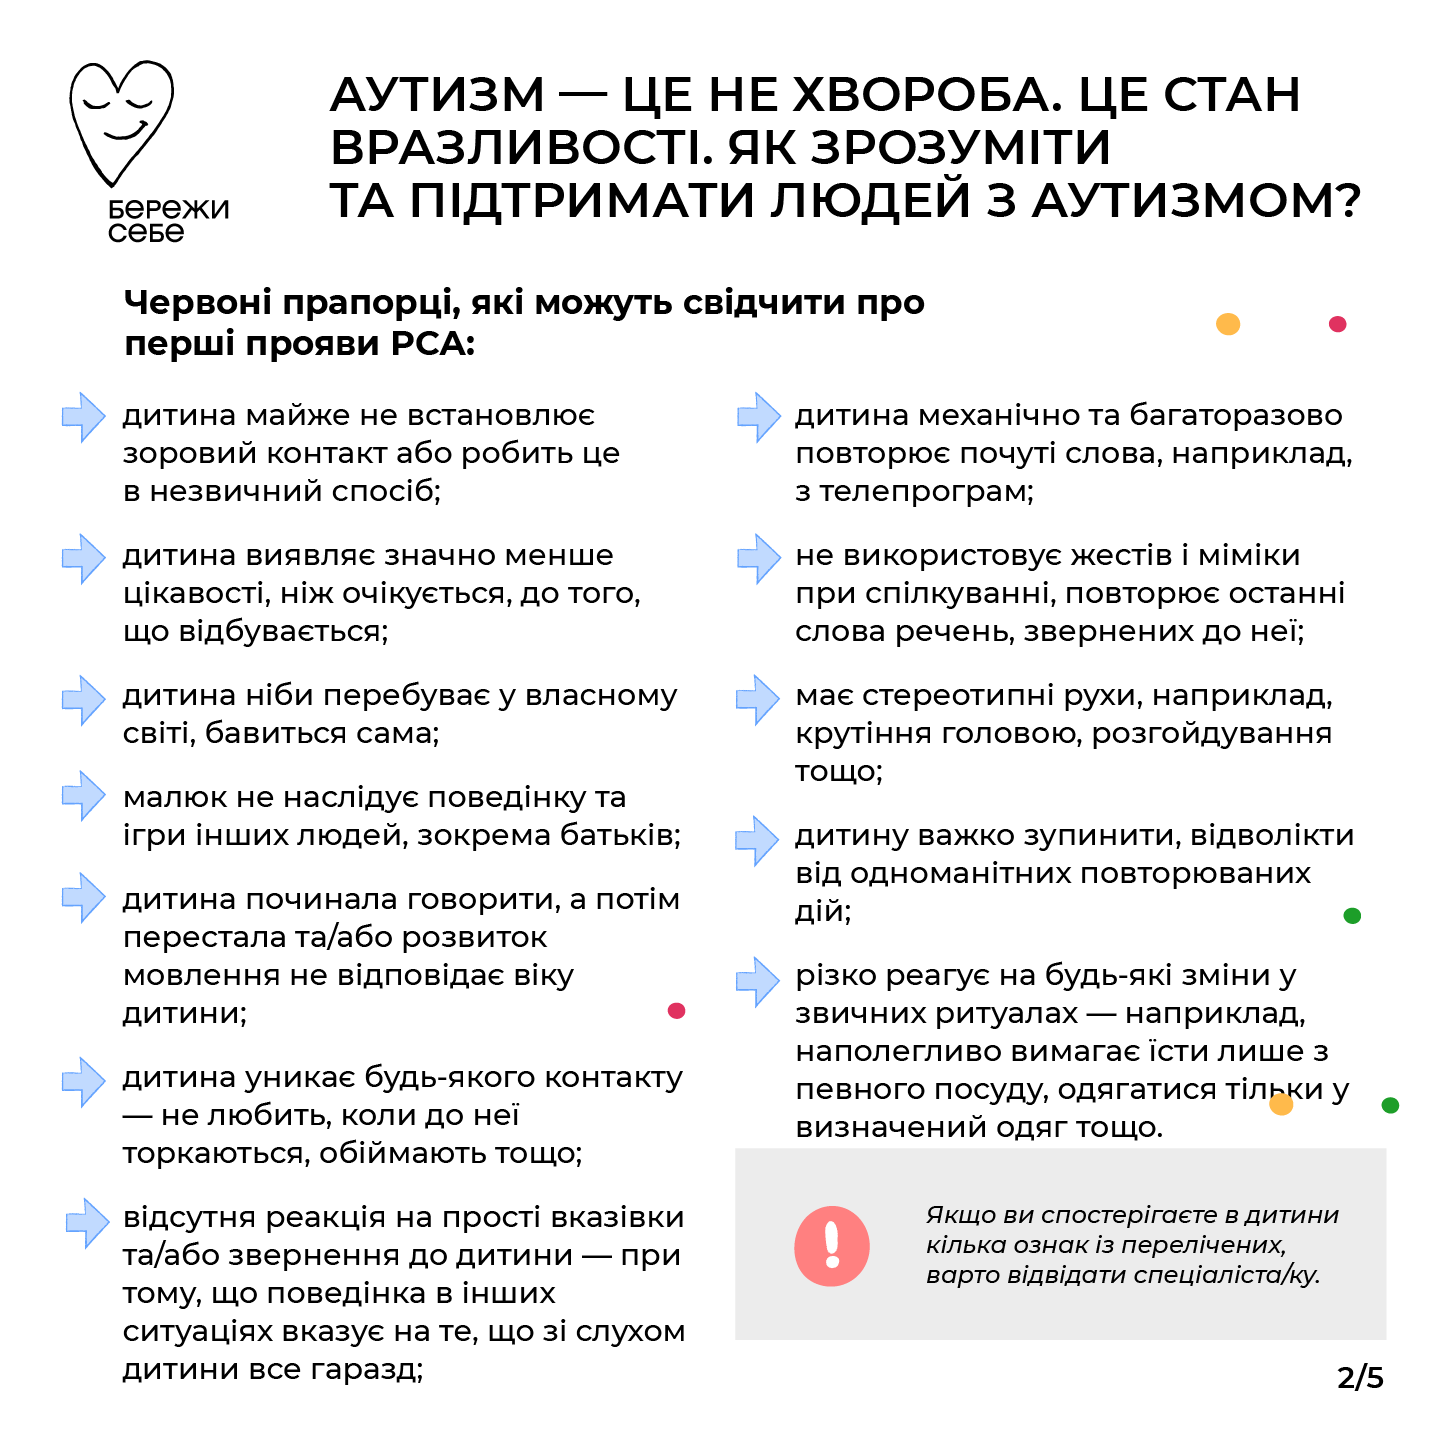 БЕРЕЖИ
СЕБЕ
АУТИЗМ — ЦЕ НЕ ХВОРОБА. ЦЕ СТАН
ВРАЗЛИВОСТІ. ЯК ЗРОЗУМІТИ
ТА ПІДТРИМАТИ ЛЮДЕЙ З АУТИЗМОМ?
Червоні прапорці, які можуть свідчити про
перші прояви РСА:
дитина майже не встановлює
зоровий контакт або робить це
в незвичний спосіб;
дитина виявляє значно менше
цікавості, ніж очікується, до того,
що відбувається;
дитина ніби перебуває у власному
світі, бавиться сама;
малюк не наслідує поведінку та
ігри інших людей, зокрема батьків;
дитина починала говорити, а потім
перестала та/або розвиток
мовлення не відповідає віку
дитини;
дитина уникає будь-якого контакту
— не любить, коли до неї
торкаються, обіймають тощо;
відсутня реакція на прості вказівки
та/або звернення до дитини — при
тому, що поведінка в інших
ситуаціях вказує на те, що зі слухом
дитини все гаразд;
дитина механічно та багаторазово
повторює почуті слова, наприклад,
з телепрограм;
не використовує жестів і міміки
при спілкуванні, повторює останні
слова речень, звернених до неї;
має стереотипні рухи, наприклад,
крутіння головою, розгойдування
тощо;
дитину важко зупинити, відволікти
від одноманітних повторюваних
дій;
різко реагує на будь-які зміни у
звичних ритуалах — наприклад,
наполегливо вимагає їсти лише з
певного посуду, одягатися тільки у
визначений одяг тощо.
Якщо ви спостерігаєте в дитини
кілька ознак із перелічених,
варто відвідати спеціаліста/ку.
2/5